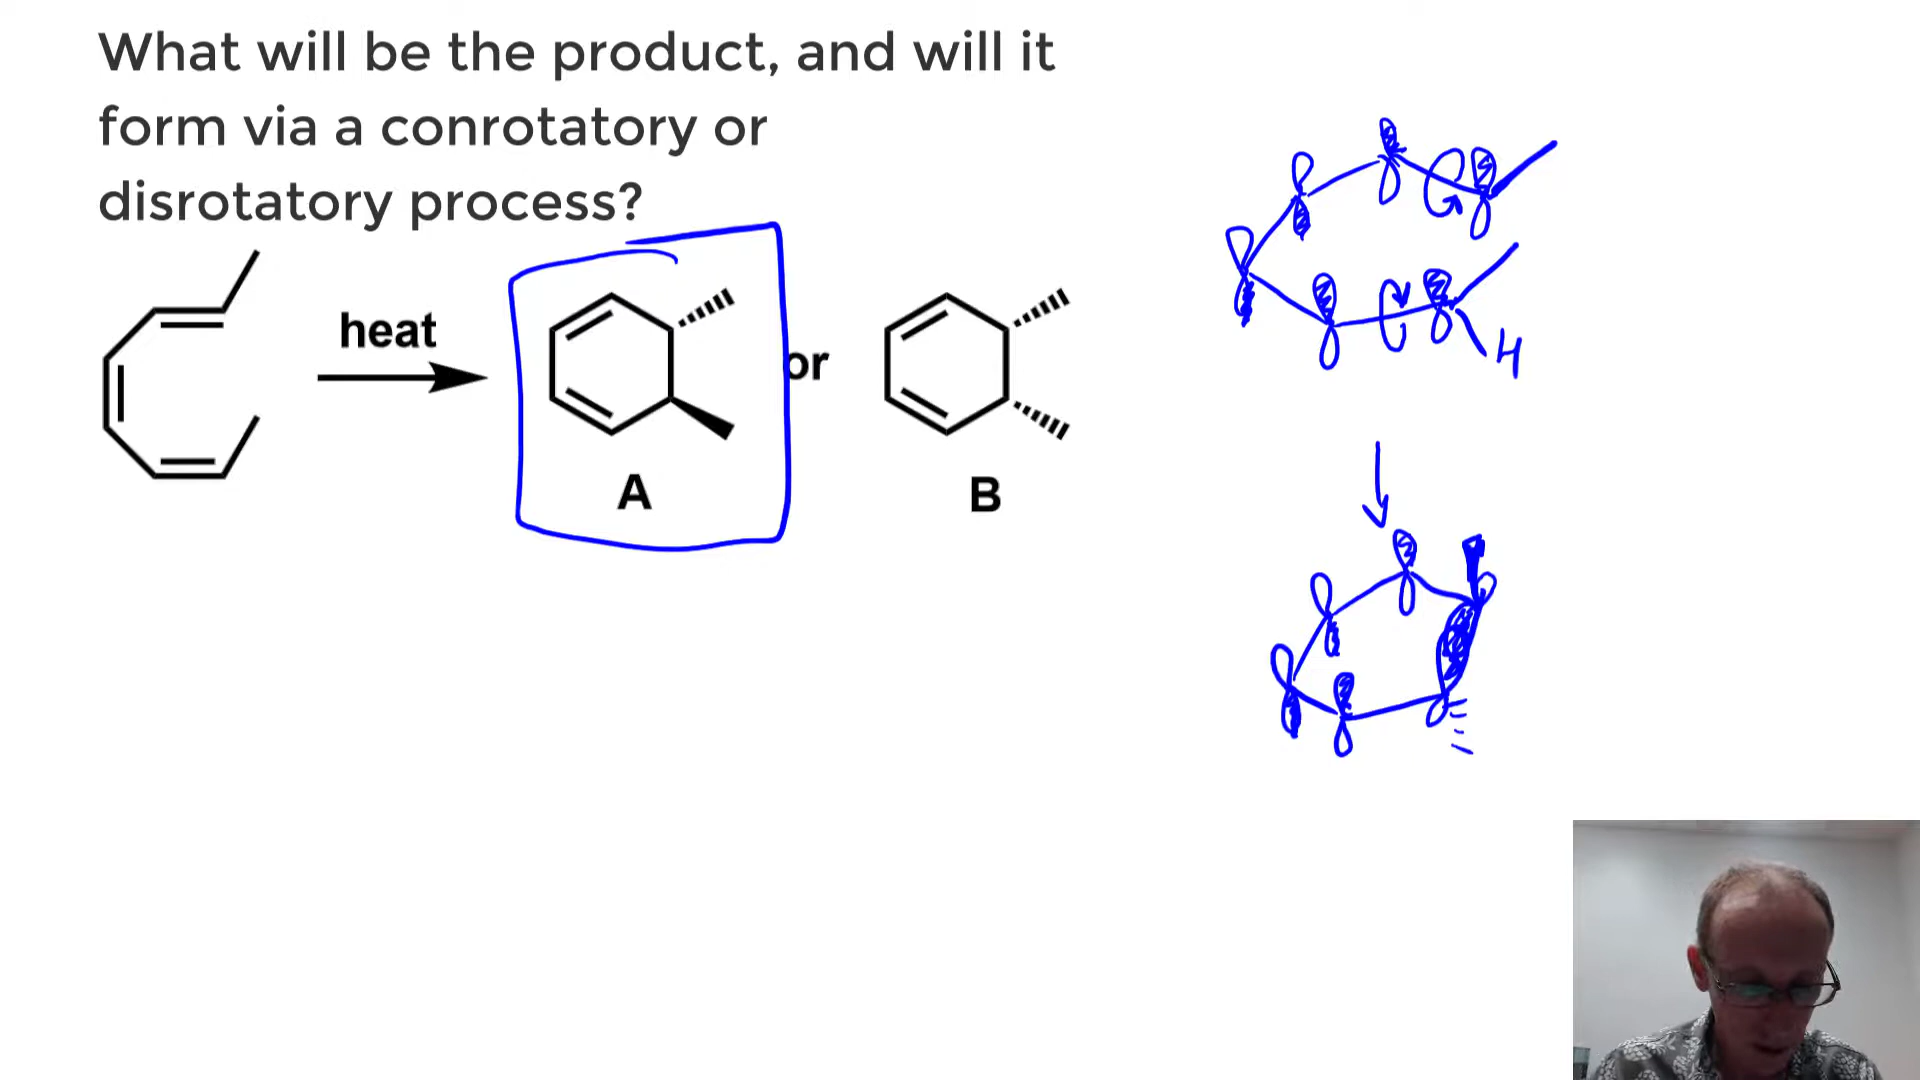 What will be the product, and will it
form via a conrotatory or
disrotatory process?
heat
or
A
B
H